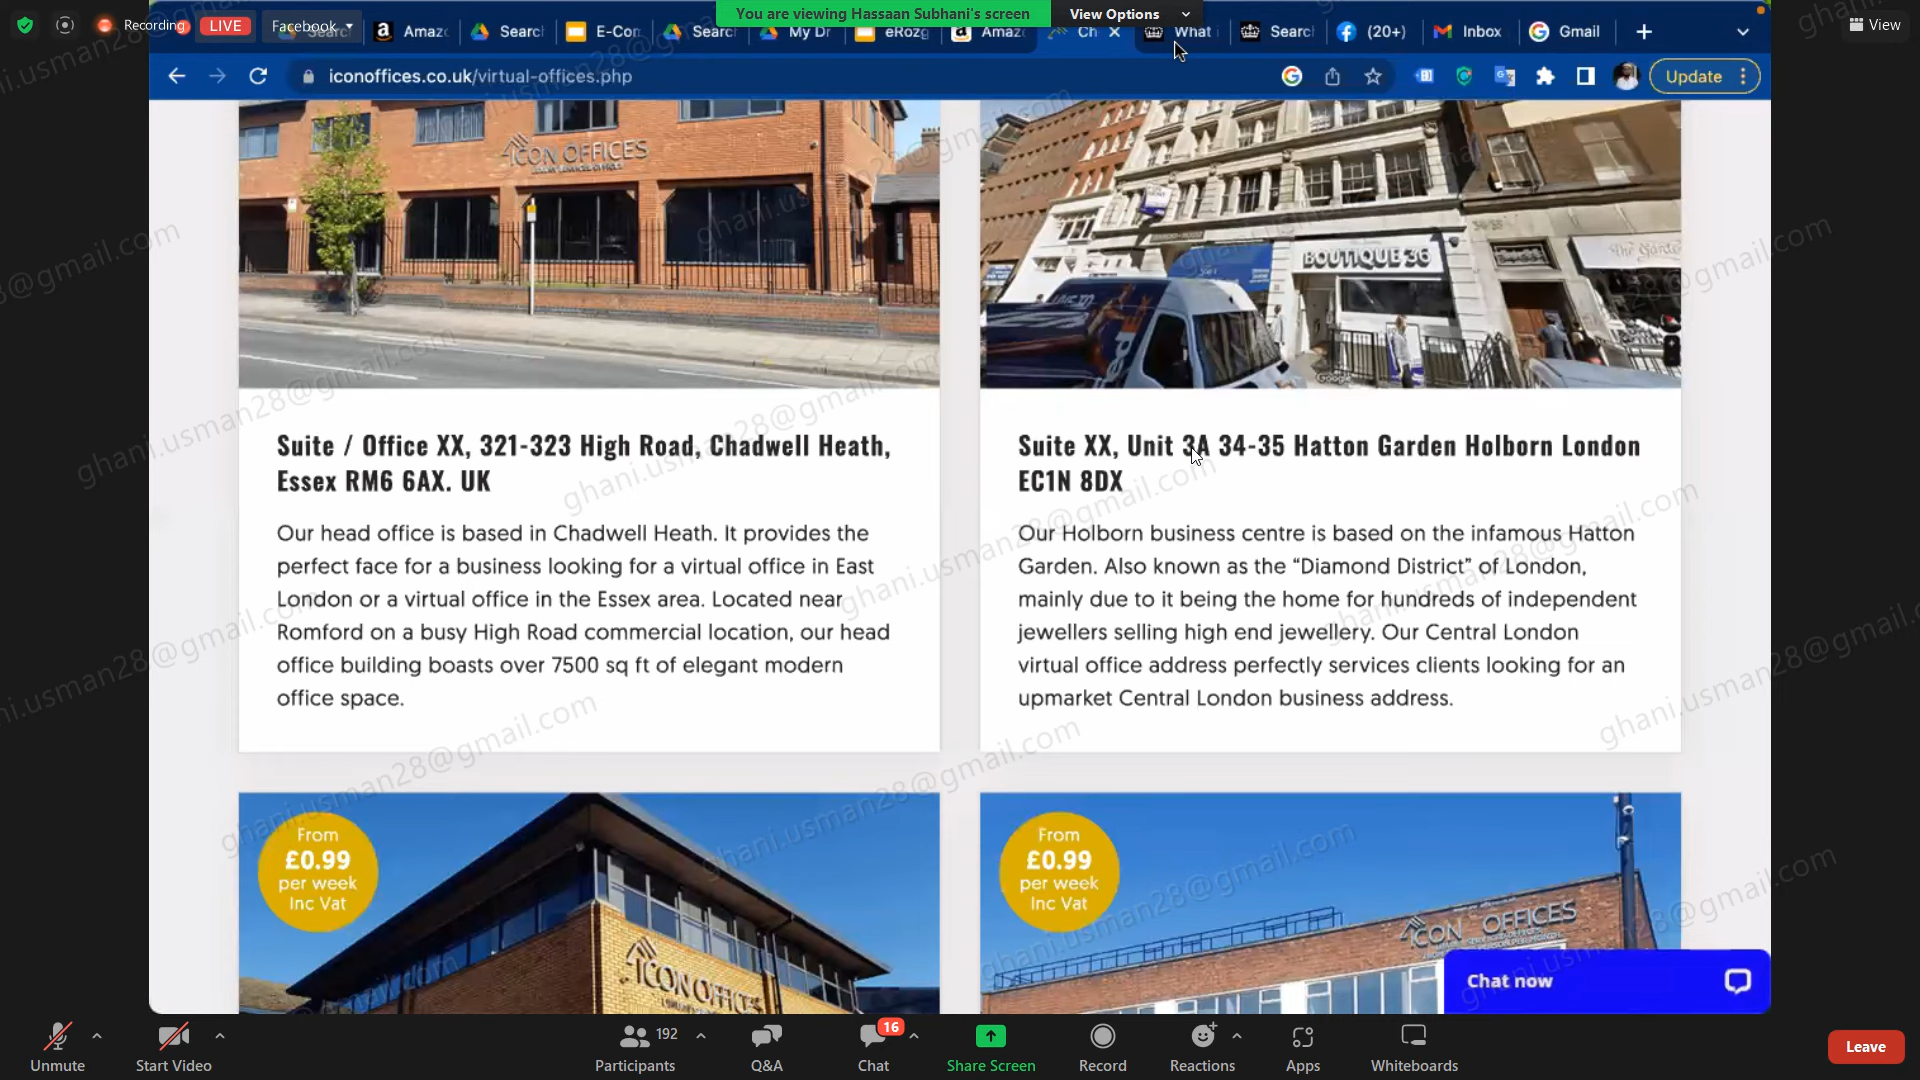 You are viewing Hassaan Subhani's screen
View Options
Recording
LIVE
Facebook
View
Search
Amaz
Search
E-Con
Search
My Dr
eRozg
Amaz
Ch
What
Search
(20+)
Inbox
Gmail
iconoffices.co.uk/virtual-offices.php
Update
ICON OFFICES
BOUTIQUE 36
Google
Suite / Office XX, 321-323 High Road, Chadwell Heath,
Essex RM6 6AX. UK
Our head office is based in Chadwell Heath. It provides the
perfect face for a business looking for a virtual office in East
London or a virtual office in the Essex area. Located near
Romford on a busy High Road commercial location, our head
office building boasts over 7500 sq ft of elegant modern
office space.
Suite XX, Unit 3A 34-35 Hatton Garden Holborn London
EC1N 8DX
Our Holborn business centre is based on the infamous Hatton
Garden. Also known as the “Diamond District” of London,
mainly due to it being the home for hundreds of independent
jewellers selling high end jewellery. Our Central London
virtual office address perfectly services clients looking for an
upmarket Central London business address.
From
£0.99
per week
Inc Vat
ICON OFFICES
From
£0.99
per week
Inc Vat
ICON OFFICES
Chat now
ghani.usman28@gmail.com
Unmute
Start Video
Participants
192
Q&A
Chat
16
Share Screen
Record
Reactions
Apps
Whiteboards
Leave